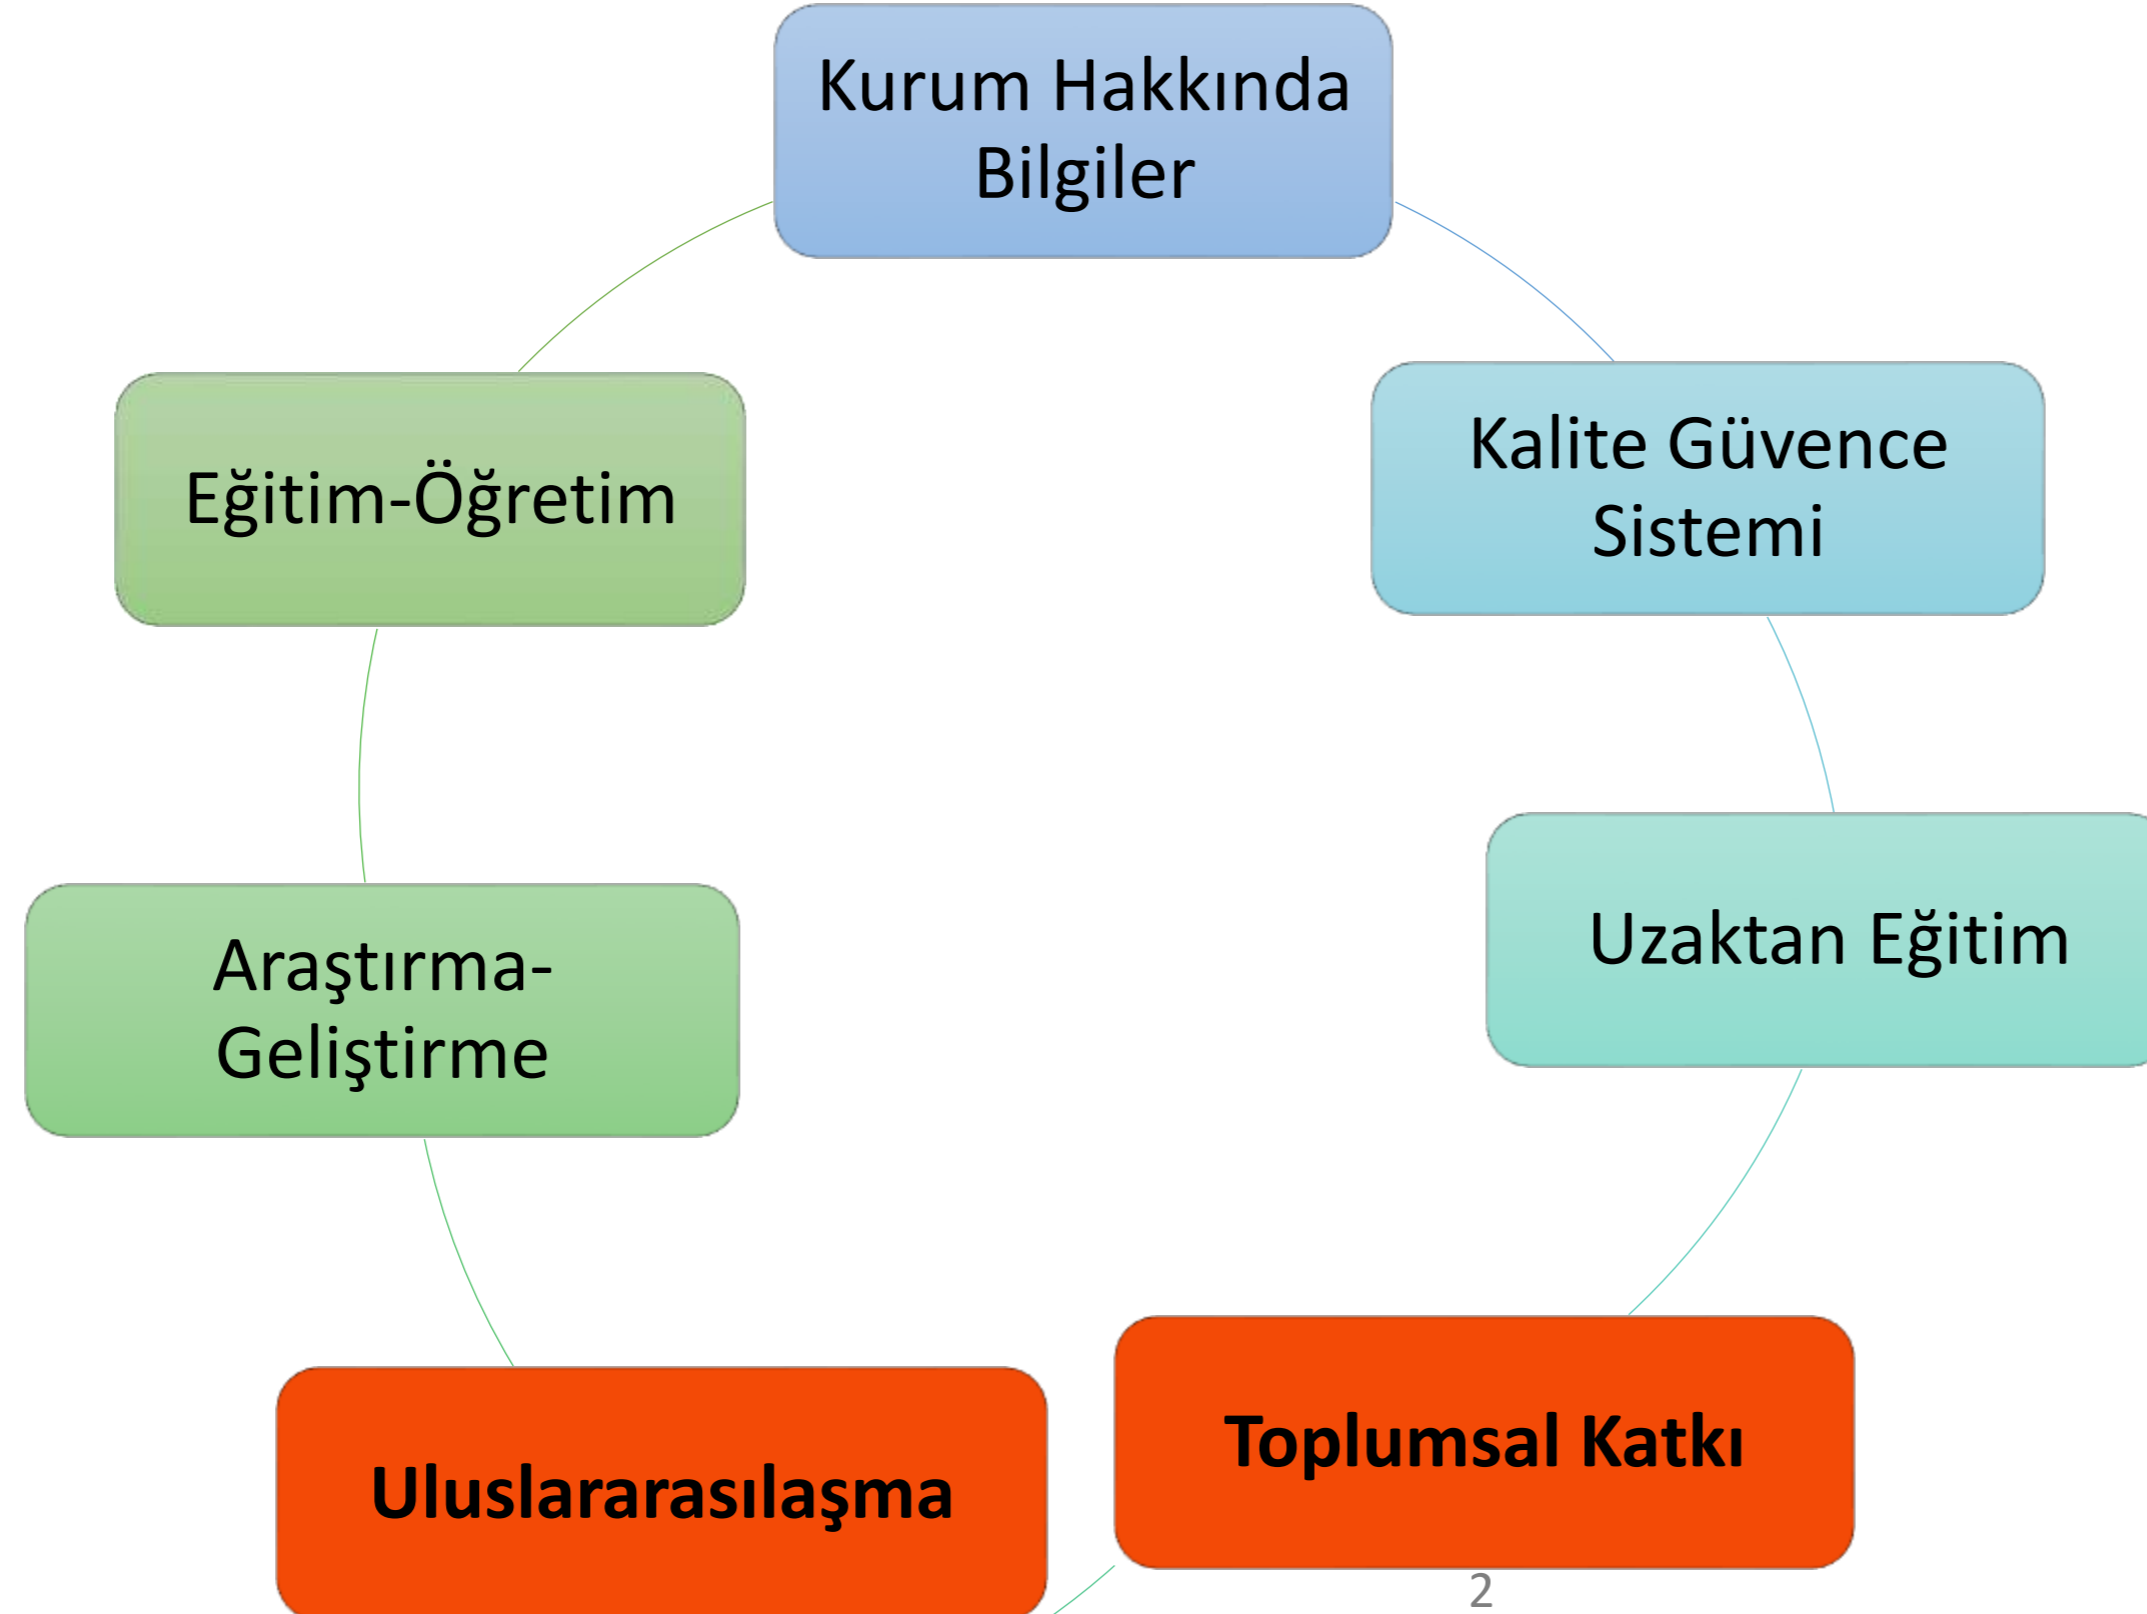 Kurum Hakkında
Bilgiler
Kalite Güvence
Sistemi
Uzaktan Eğitim
Toplumsal Katkı
Uluslararasılaşma
Araştırma-
Geliştirme
Eğitim-Öğretim
2